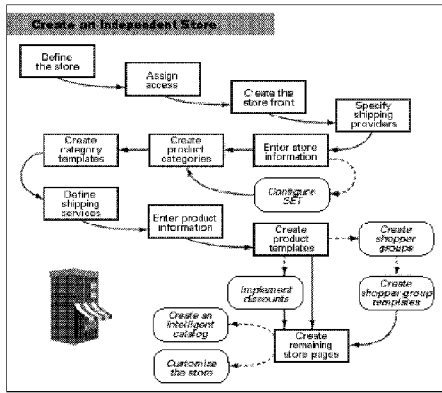 Create an Independent Store
Define
the store
Assign
access
Create the
store front
Specify
shipping
providers
Create
category
templates
Create
product
categories
Enter store
information
Configure
SET
Define
shipping
services
Enter product
information
Create
product
templates
Create
shopper
groups
Implement
discounts
Create
shopper-group
templates
Create an
Intelligent
catalog
Create
remaining
store pages
Customize
the store